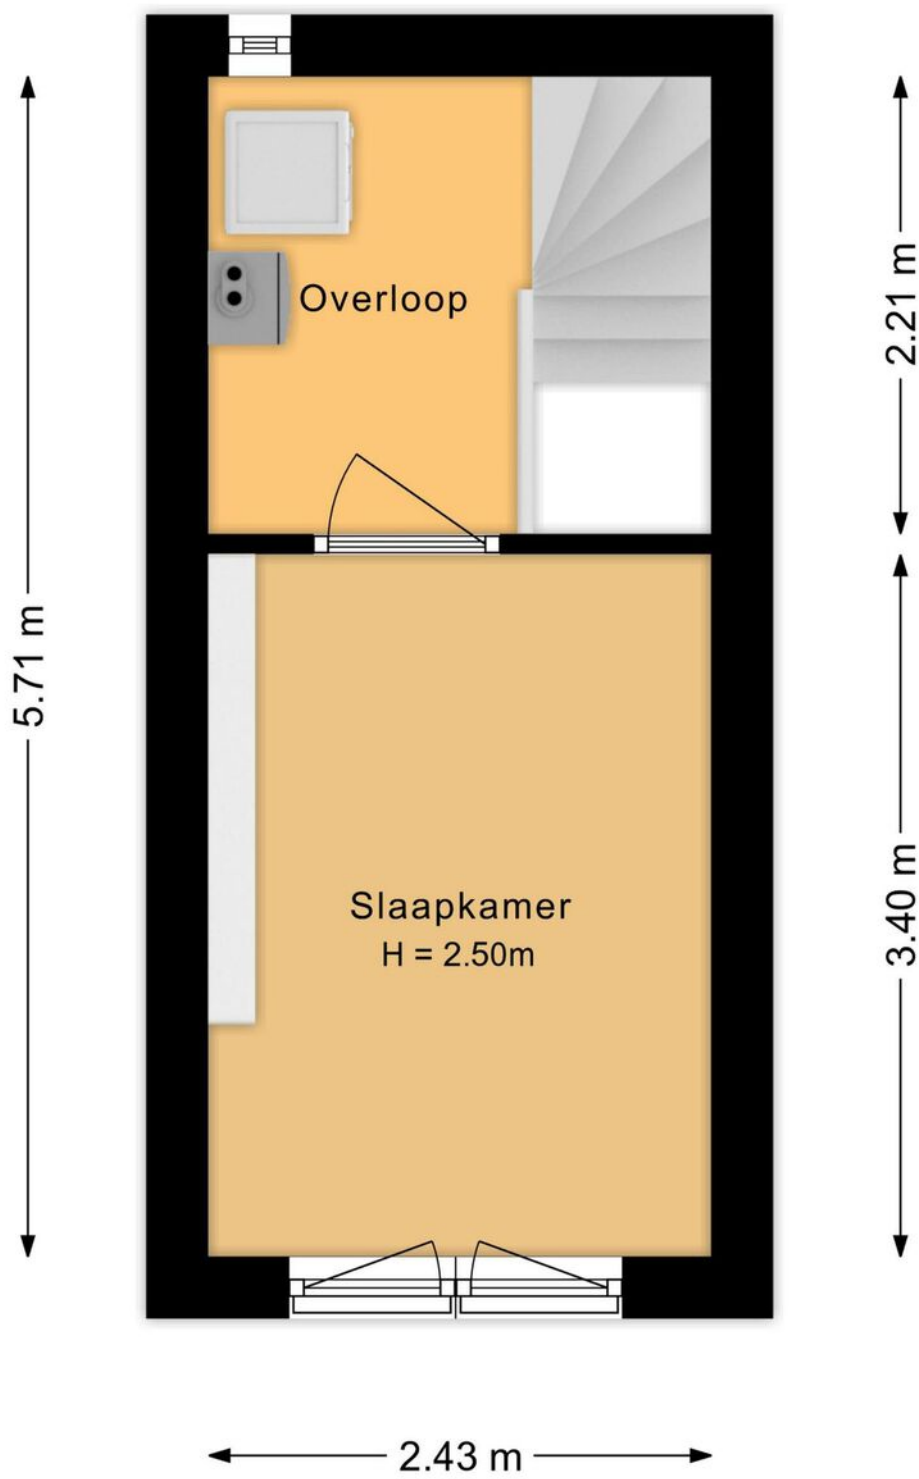 2.21 m
Overloop
5.71 m
3.40 m
Slaapkamer
H = 2.50m
2.43 m